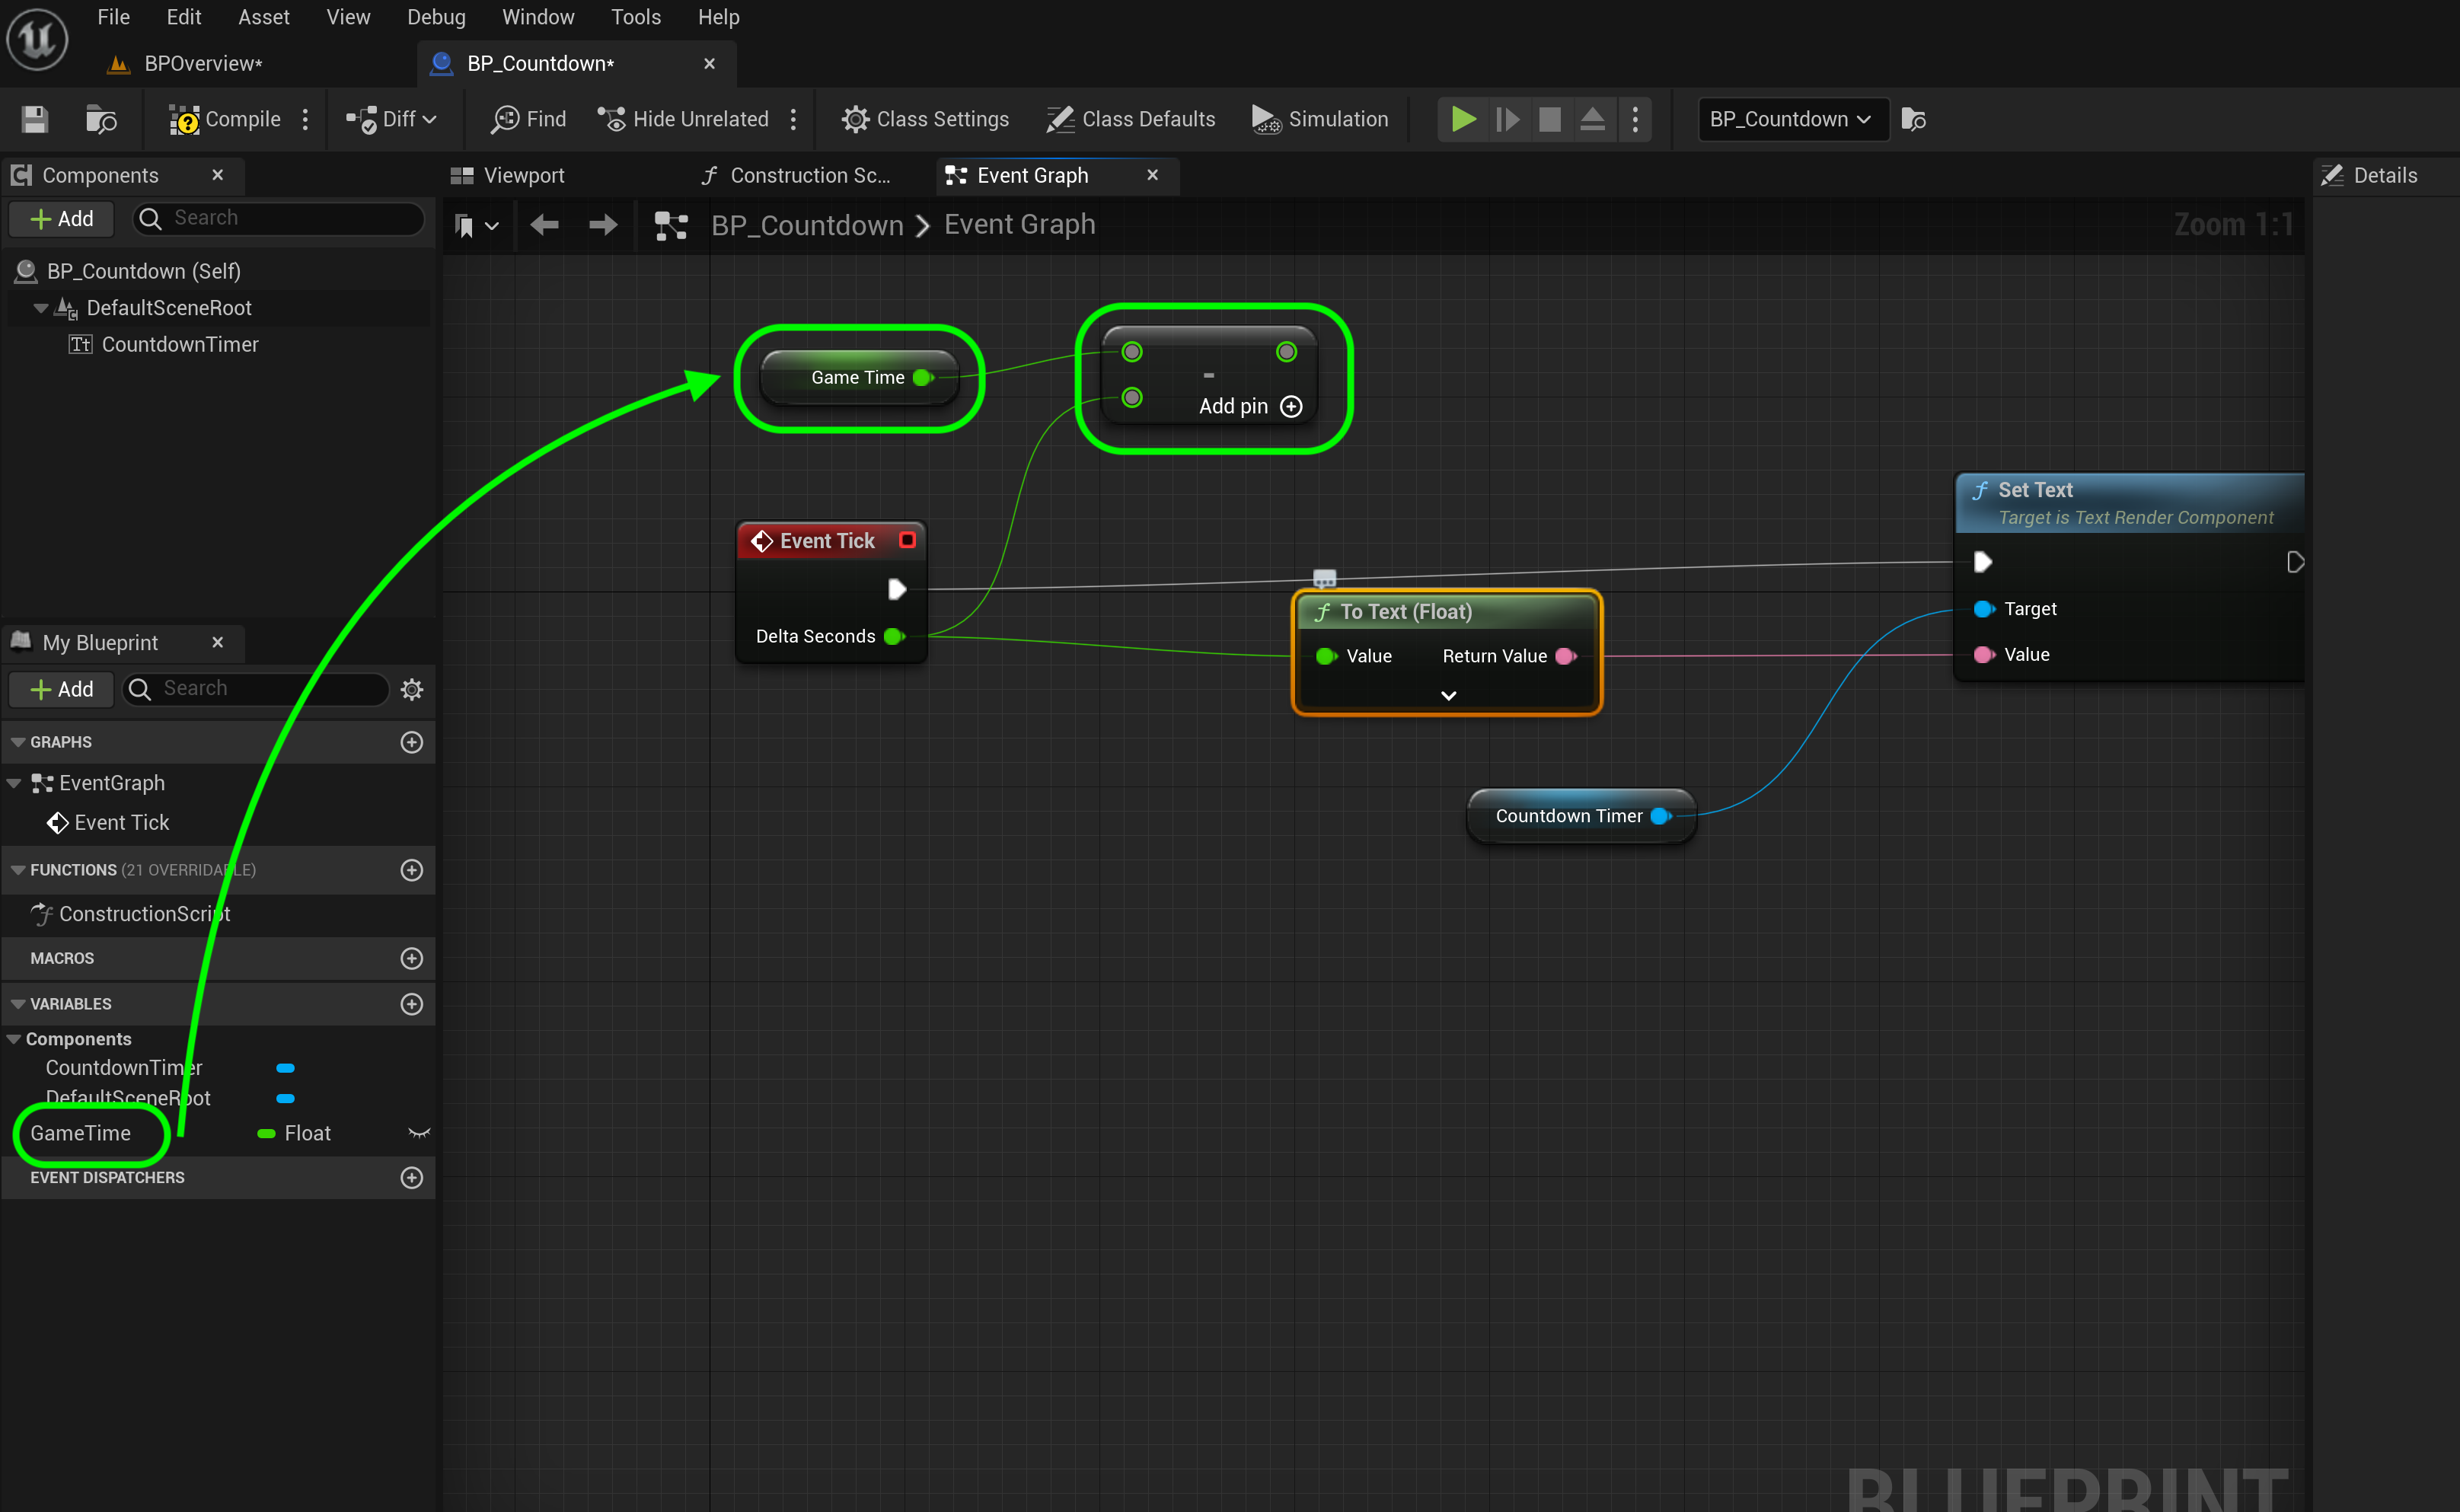 File Edit Asset View Debug Window Tools Help
BPOverview* BP_Countdown*
Compile Diff Find Hide Unrelated Class Settings Class Defaults Simulation BP_Countdown
Components Viewport Construction Sc... Event Graph Details
Add Search BP_Countdown > Event Graph Zoom 1:1
BP_Countdown (Self)
DefaultSceneRoot
CountdownTimer
Game Time
-
Add pin
Set Text
Target is Text Render Component
Target
Value
Event Tick
Delta Seconds
To Text (Float)
Value Return Value
Countdown Timer
My Blueprint
Add Search
GRAPHS
EventGraph
Event Tick
FUNCTIONS (21 OVERRIDABLE)
ConstructionScript
MACROS
VARIABLES
Components
CountdownTimer
DefaultSceneRoot
GameTime Float
EVENT DISPATCHERS
BLUEPRINT